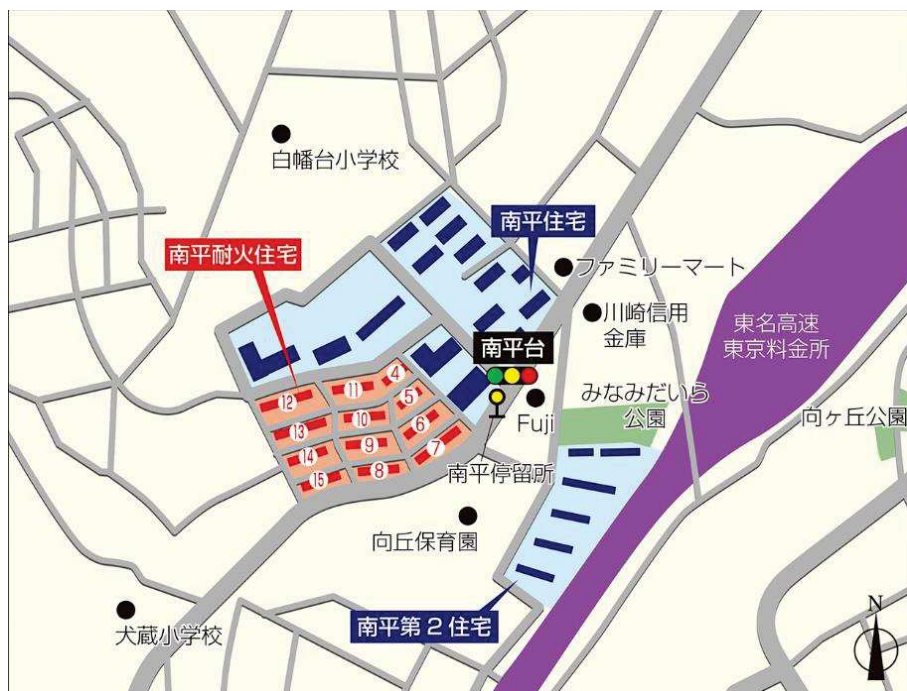 白幡台小学校
南平住宅
南平耐火住宅
ファミリーマート
川崎信用
金庫
東名高速
東京料金所
南平台
みなみだいら
公園
向ヶ丘公園
Fuji
④
⑪
⑤
⑫
⑩
⑥
⑬
⑨
⑦
⑭
⑧
⑮
南平停留所
向丘保育園
犬蔵小学校
南平第2住宅
N